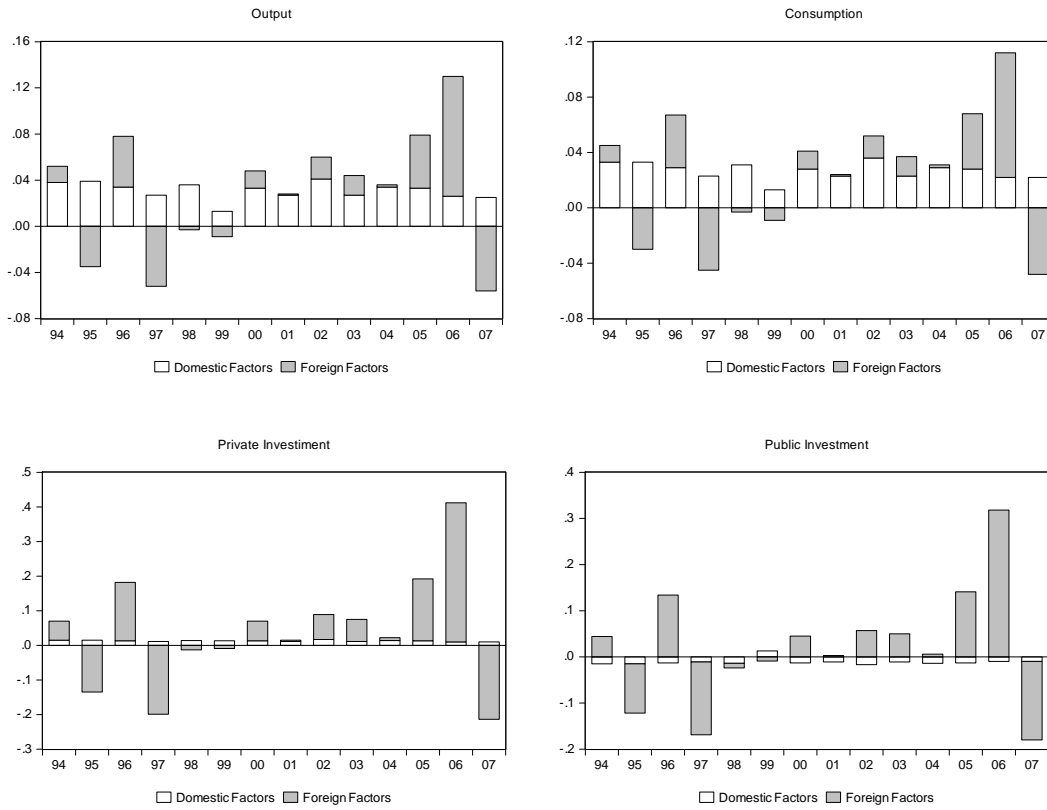 Output
.16
.12
.08
.04
.00
-.04
-.08
94 95 96 97 98 99 00 01 02 03 04 05 06 07
Domestic Factors Foreign Factors
Consumption
.12
.08
.04
.00
-.04
-.08
94 95 96 97 98 99 00 01 02 03 04 05 06 07
Domestic Factors Foreign Factors
Private Investiment
.5
.4
.3
.2
.1
.0
-.1
-.2
-.3
94 95 96 97 98 99 00 01 02 03 04 05 06 07
Domestic Factors Foreign Factors
Public Investment
.4
.3
.2
.1
.0
-.1
-.2
94 95 96 97 98 99 00 01 02 03 04 05 06 07
Domestic Factors Foreign Factors